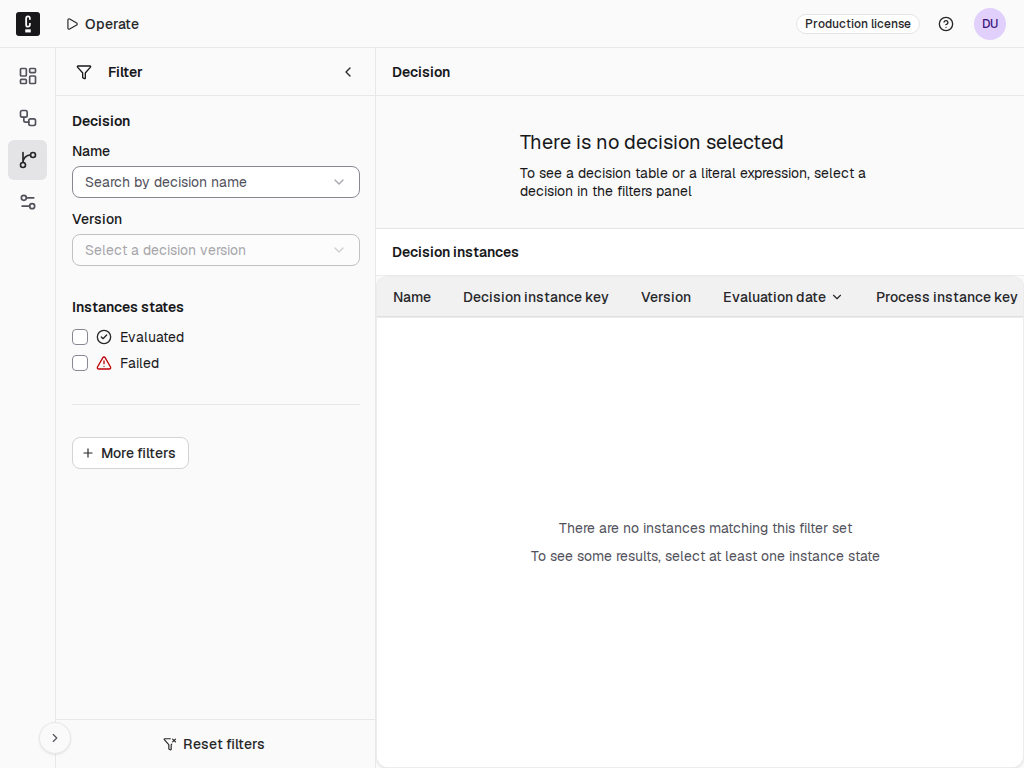 Operate
Production license
DU
Filter
Decision
Name
Search by decision name
Version
Select a decision version
Instances states
Evaluated
Failed
More filters
Reset filters
Decision
There is no decision selected
To see a decision table or a literal expression, select a
decision in the filters panel
Decision instances
Name Decision instance key Version Evaluation date Process instance key
There are no instances matching this filter set
To see some results, select at least one instance state